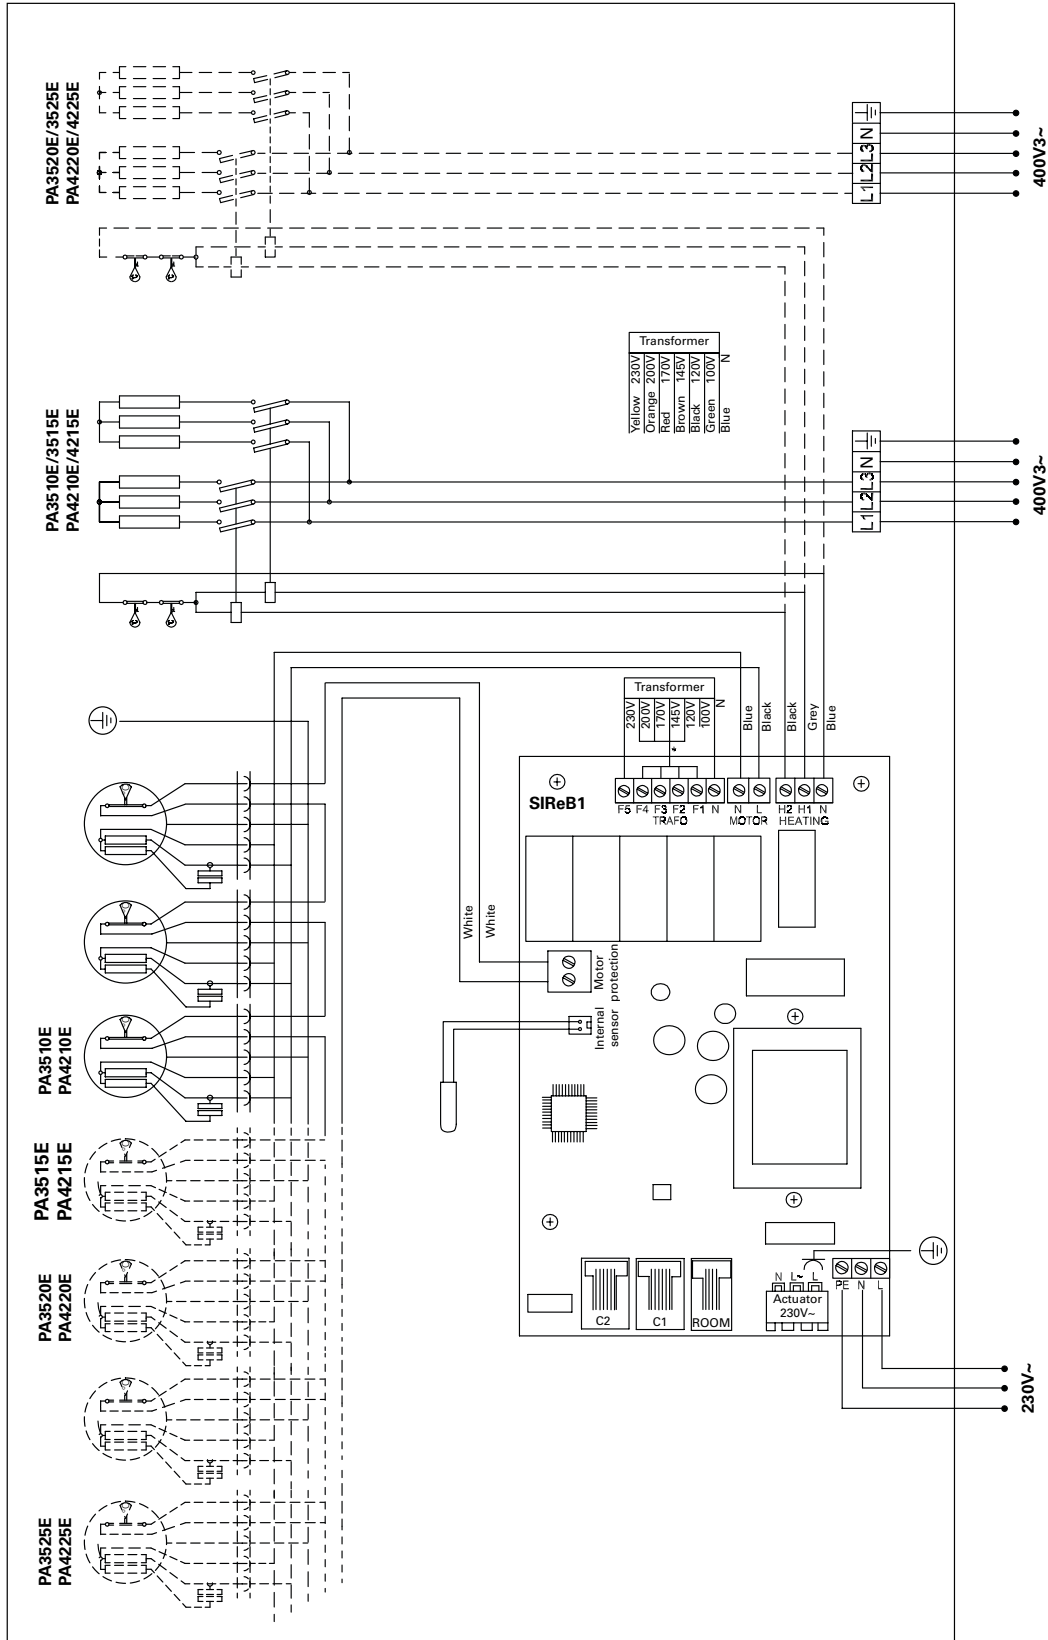 PA3520E/3525E
PA4220E/4225E
L1 L2 L3 N
400V3~
Transformer
Yellow 230V
Orange 200V
Red 170V
Brown 145V
Black 120V
Green 100V
Blue N
PA3510E/3515E
PA4210E/4215E
L1 L2 L3 N
400V3~
Transformer
230V
200V
170V
145V
120V
100V
N
*
Blue
Black
Black
Grey
Blue
SIReB1
F5 F4 F3 F2 F1 N
TRAFO
N L
MOTOR
H2 H1 N
HEATING
White
White
Motor
protection
Internal
sensor
PA3510E
PA4210E
PA3515E
PA4215E
PA3520E
PA4220E
PA3525E
PA4225E
C2
C1
ROOM
N L~ L
Actuator
230V~
PE N L
230V~